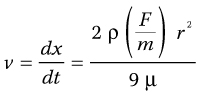 ν = dx/dt = 2 ρ (F/m) r² / 9 μ